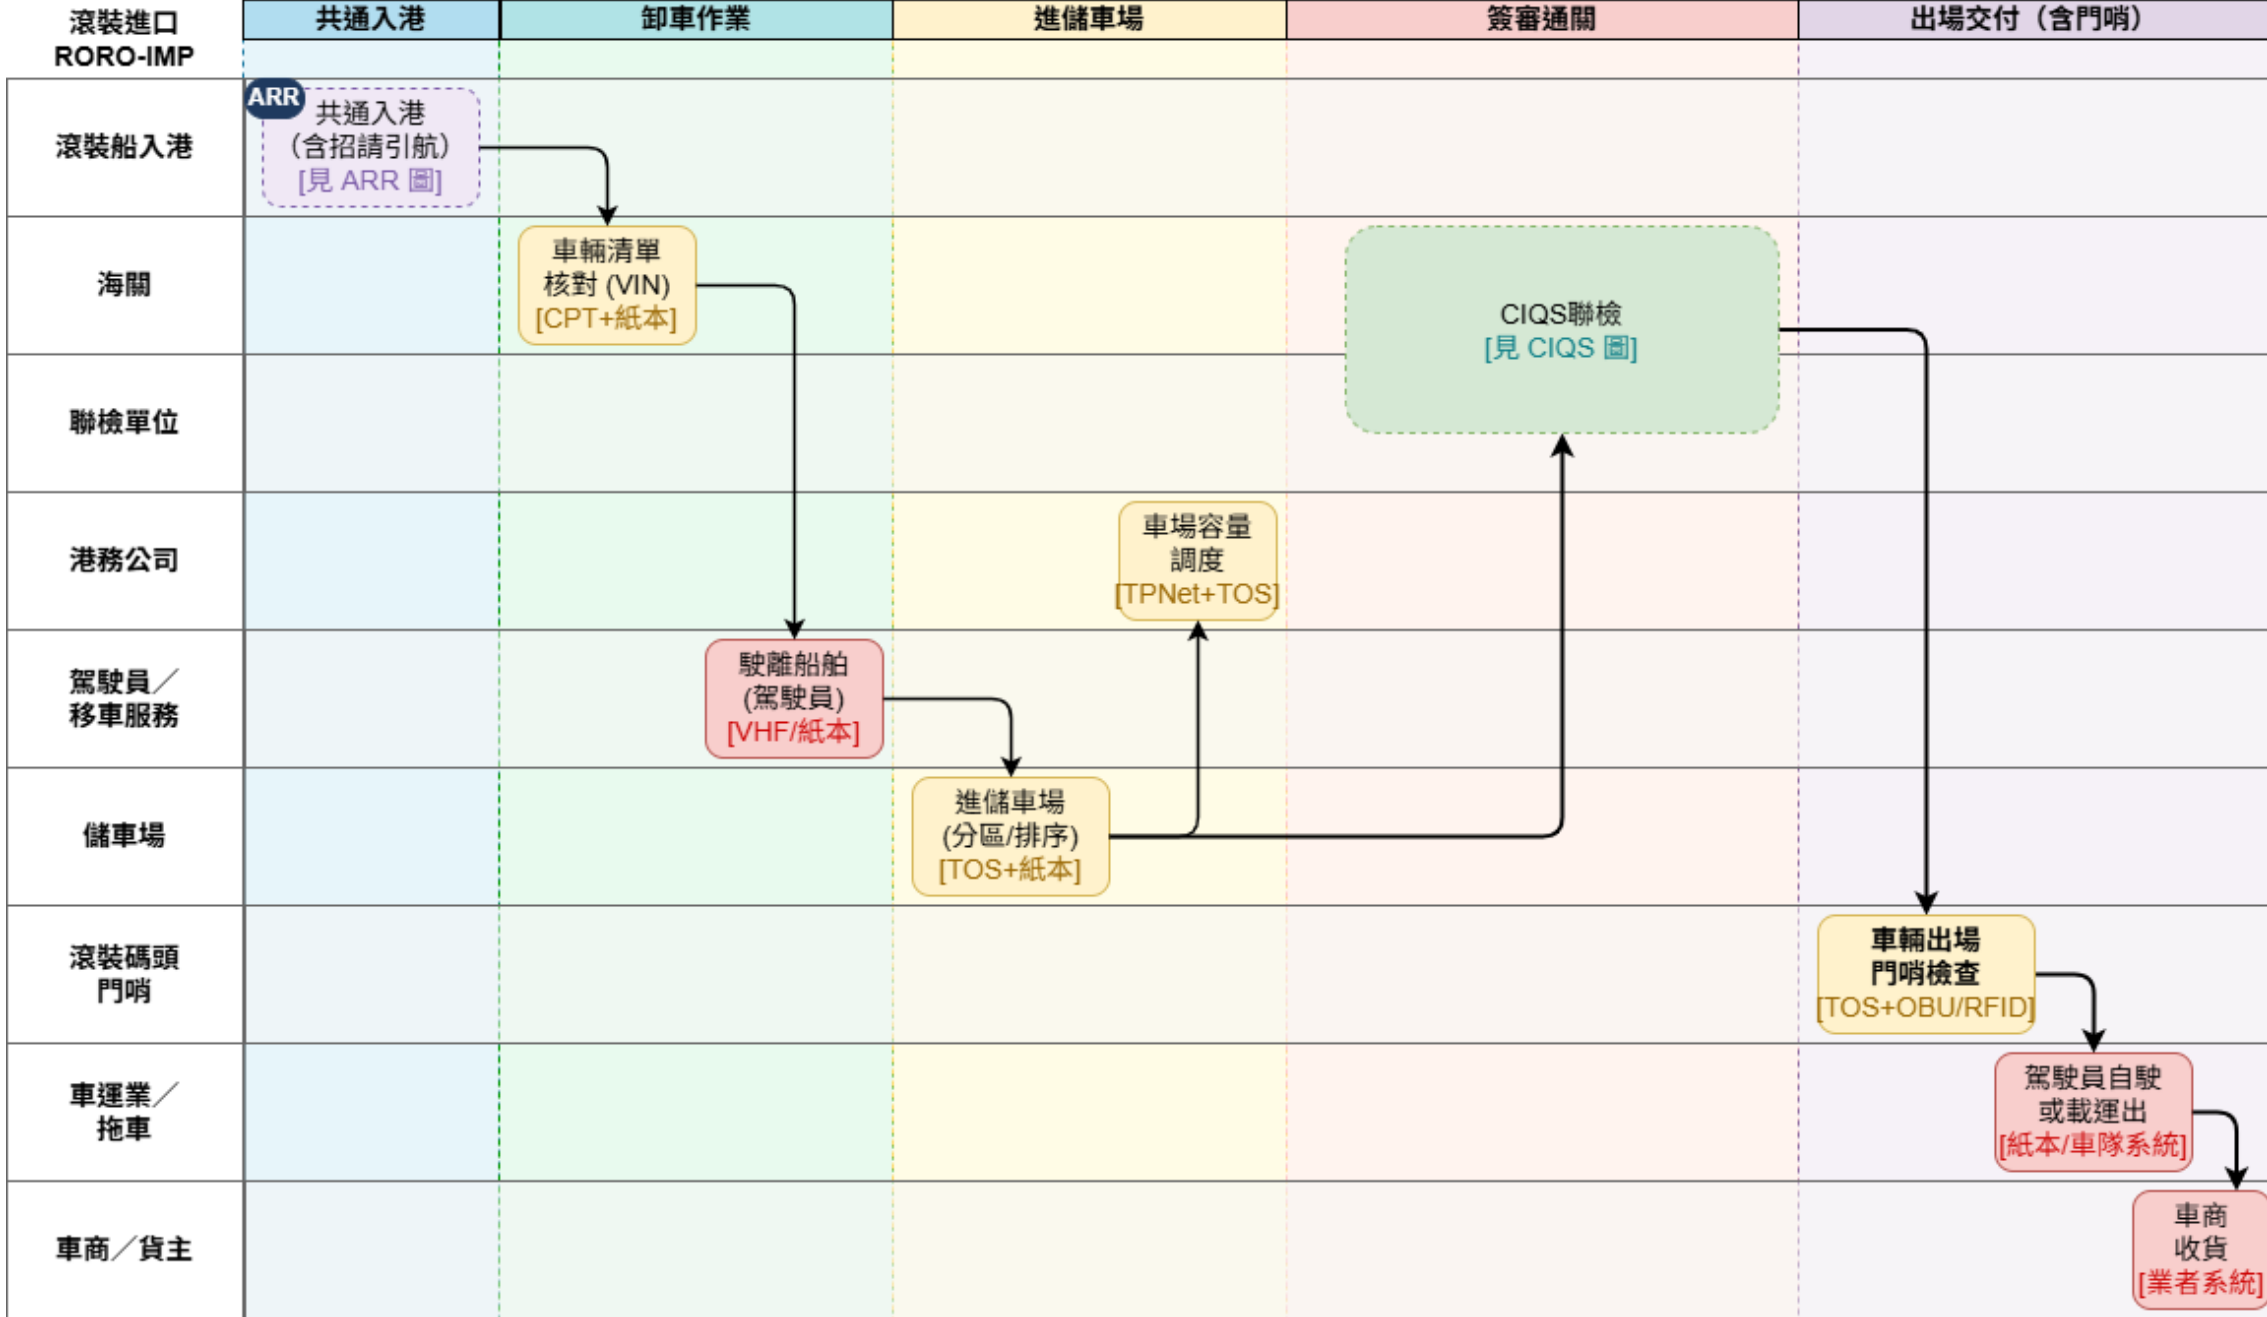 滾裝進口
RORO-IMP
共通入港
卸車作業
進儲車場
簽審通關
出場交付（含門哨）
滾裝船入港
ARR
共通入港
（含招請引航）
[見 ARR 圖]
海關
車輛清單
核對 (VIN)
[CPT+紙本]
CIQS聯檢
[見 CIQS 圖]
聯檢單位
港務公司
車場容量
調度
[TPNet+TOS]
駕駛員／
移車服務
駛離船舶
(駕駛員)
[VHF/紙本]
儲車場
進儲車場
(分區/排序)
[TOS+紙本]
滾裝碼頭
門哨
車輛出場
門哨檢查
[TOS+OBU/RFID]
車運業／
拖車
駕駛員自駛
或載運出
[紙本/車隊系統]
車商／貨主
車商
收貨
[業者系統]